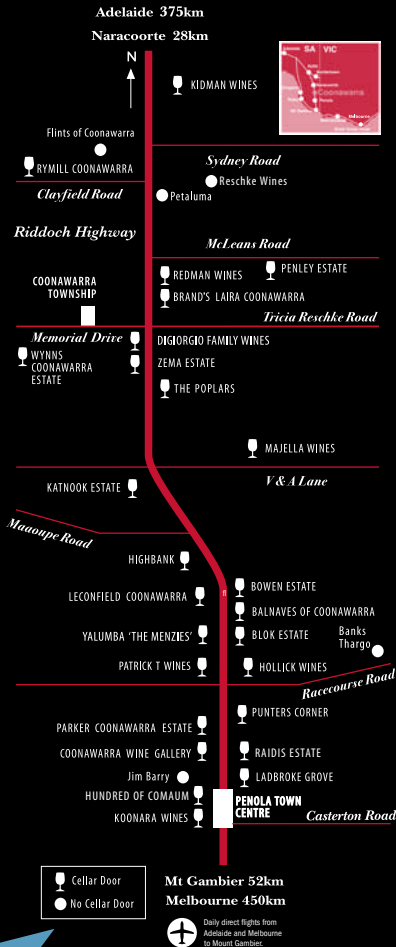 Adelaide 375km
Naracoorte 28km
N
KIDMAN WINES
SA VIC
Coonawarra
Melbourne
Flints of Coonawarra
RYMILL COONAWARRA
Sydney Road
Reschke Wines
Clayfield Road
Petaluma
Riddoch Highway
McLeans Road
REDMAN WINES
PENLEY ESTATE
COONAWARRA
TOWNSHIP
BRAND'S LAIRA COONAWARRA
Tricia Reschke Road
Memorial Drive
DIGIORGIO FAMILY WINES
WYNNS
COONAWARRA
ESTATE
ZEMA ESTATE
THE POPLARS
MAJELLA WINES
V & A Lane
KATNOOK ESTATE
Maaoupe Road
HIGHBANK
BOWEN ESTATE
LECONFIELD COONAWARRA
BALNAVES OF COONAWARRA
YALUMBA 'THE MENZIES'
BLOK ESTATE
Banks
Thargo
PATRICK T WINES
HOLLICK WINES
Racecourse Road
PUNTERS CORNER
PARKER COONAWARRA ESTATE
COONAWARRA WINE GALLERY
RAIDIS ESTATE
Jim Barry
LADBROKE GROVE
HUNDRED OF COMAUM
PENOLA TOWN
CENTRE
KOONARA WINES
Casterton Road
Cellar Door
No Cellar Door
Mt Gambier 52km
Melbourne 450km
Daily direct flights from
Adelaide and Melbourne
to Mount Gambier.